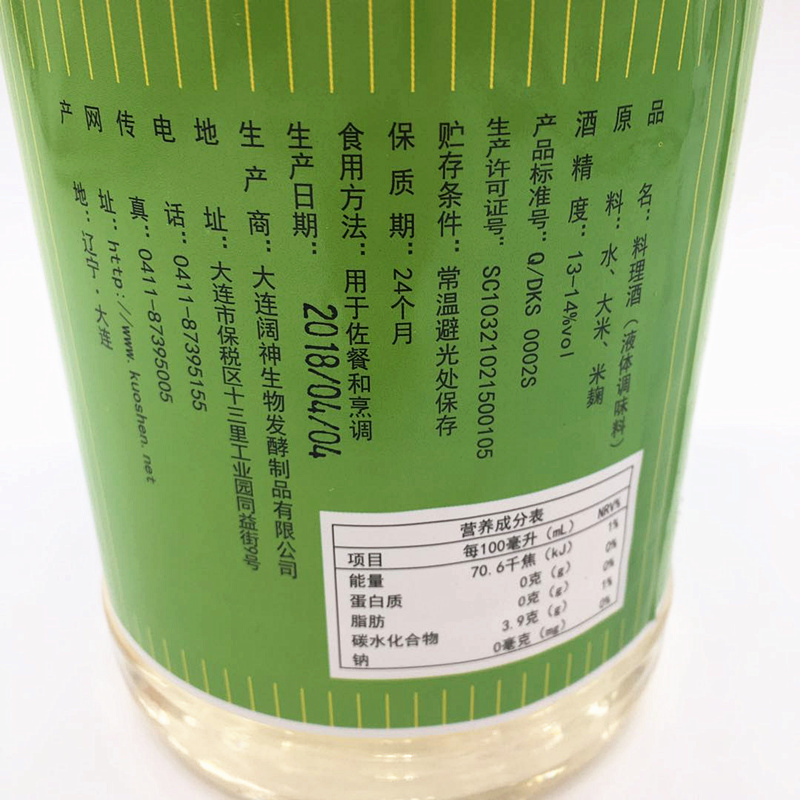 品名：料理酒（液体调味料）
原料：水、大米、米麹
酒精度：13-14%vol
产品标准号：Q/DKS 0002S
生产许可证号：SC10321021500105
贮存条件：常温避光处保存
保质期：24个月
食用方法：用于佐餐和烹调
生产日期：2018/04/04
生产商：大连阔神生物发酵制品有限公司
地址：大连市保税区十三里工业园同益街9号
电话：0411-87395155
传真：0411-87395005
网址：http://www.kuoshen.net
产地：辽宁·大连
营养成分表
项目 每100毫升（mL） NRV%
能量 70.6千焦（kJ） 1%
蛋白质 0克（g） 0%
脂肪 0克（g） 0%
碳水化合物 3.9克（g） 1%
钠 0毫克（mg） 0%